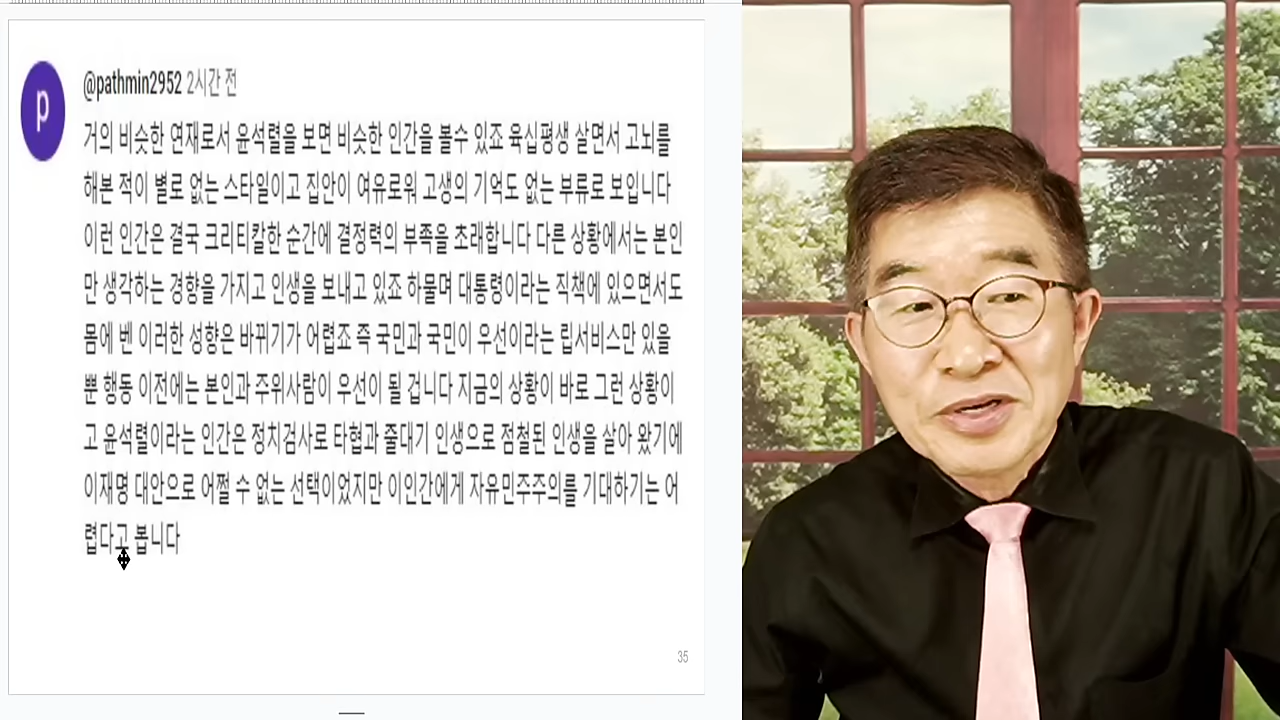 p
@pathmin2952 2시간 전
거의 비슷한 연재로서 윤석렬을 보면 비슷한 인간을 볼수 있죠 육십평생 살면서 고뇌를
해본 적이 별로 없는 스타일이고 집안이 여유로워 고생의 기억도 없는 부류로 보입니다
이런 인간은 결국 크리티칼한 순간에 결정력의 부족을 초래합니다 다른 상황에서는 본인
만 생각하는 경향을 가지고 인생을 보내고 있죠 하물며 대통령이라는 직책에 있으면서도
몸에 벤 이러한 성향은 바뀌기가 어렵죠 즉 국민과 국민이 우선이라는 립서비스만 있을
뿐 행동 이전에는 본인과 주위사람이 우선이 될 겁니다 지금의 상황이 바로 그런 상황이
고 윤석렬이라는 인간은 정치검사로 타협과 줄대기 인생으로 점철된 인생을 살아 왔기에
이재명 대안으로 어쩔 수 없는 선택이었지만 이인간에게 자유민주주의를 기대하기는 어
렵다고 봅니다
35